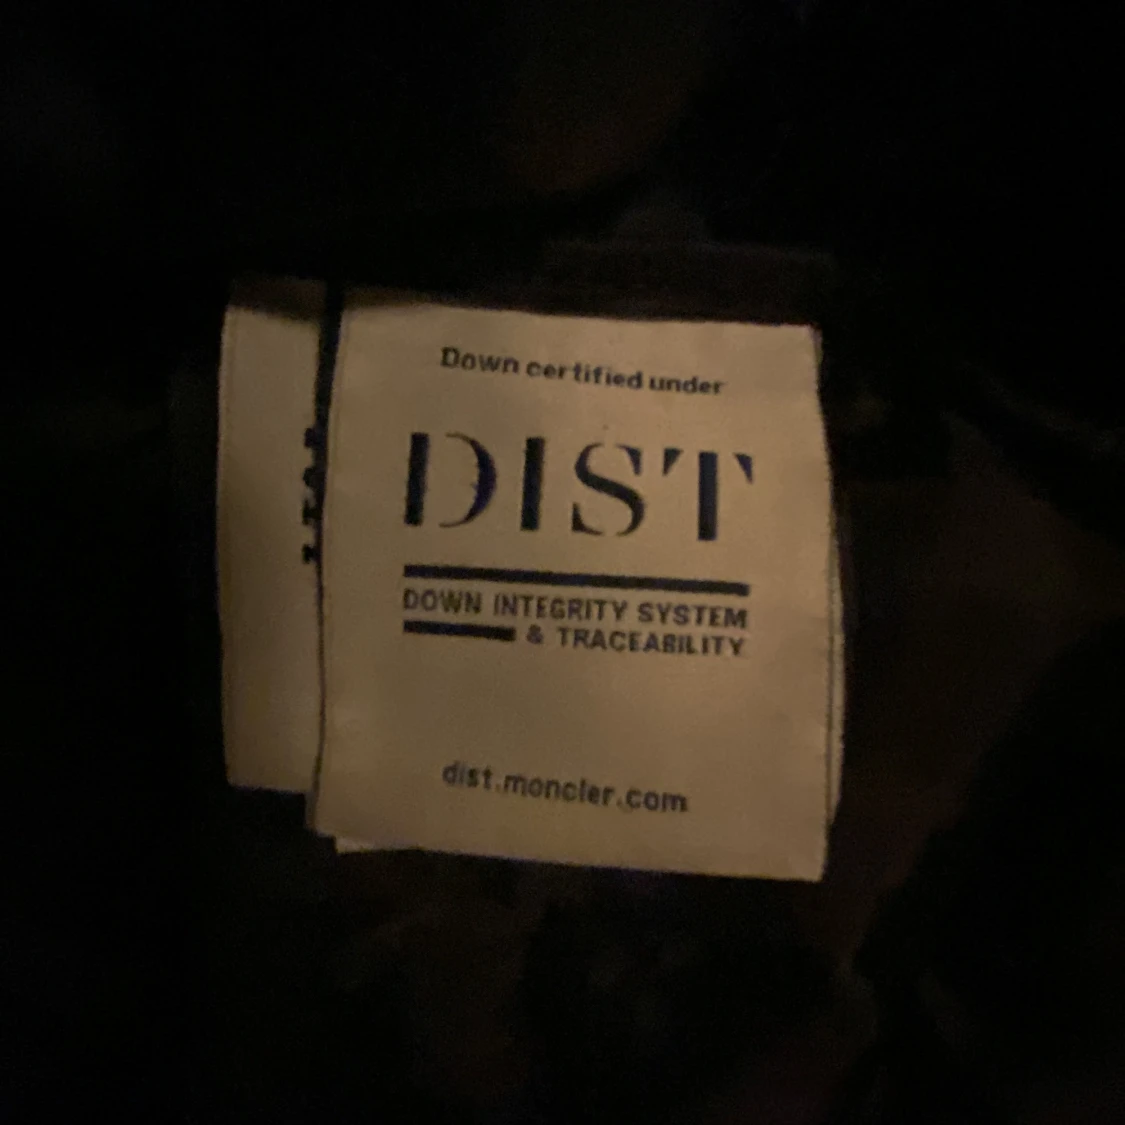 Down certified under
DIST
DOWN INTEGRITY SYSTEM
& TRACEABILITY
dist.moncler.com